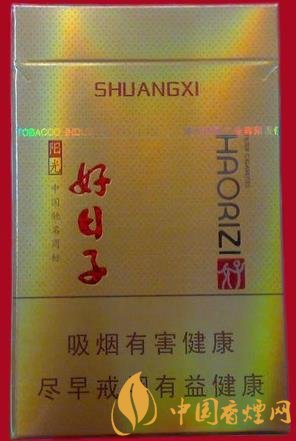 SHUANGXI
TOBACCO INDUS
阳光
中国驰名商标
好日子
HAORIZI
吸烟有害健康
尽早戒烟有益健康
中国香烟网